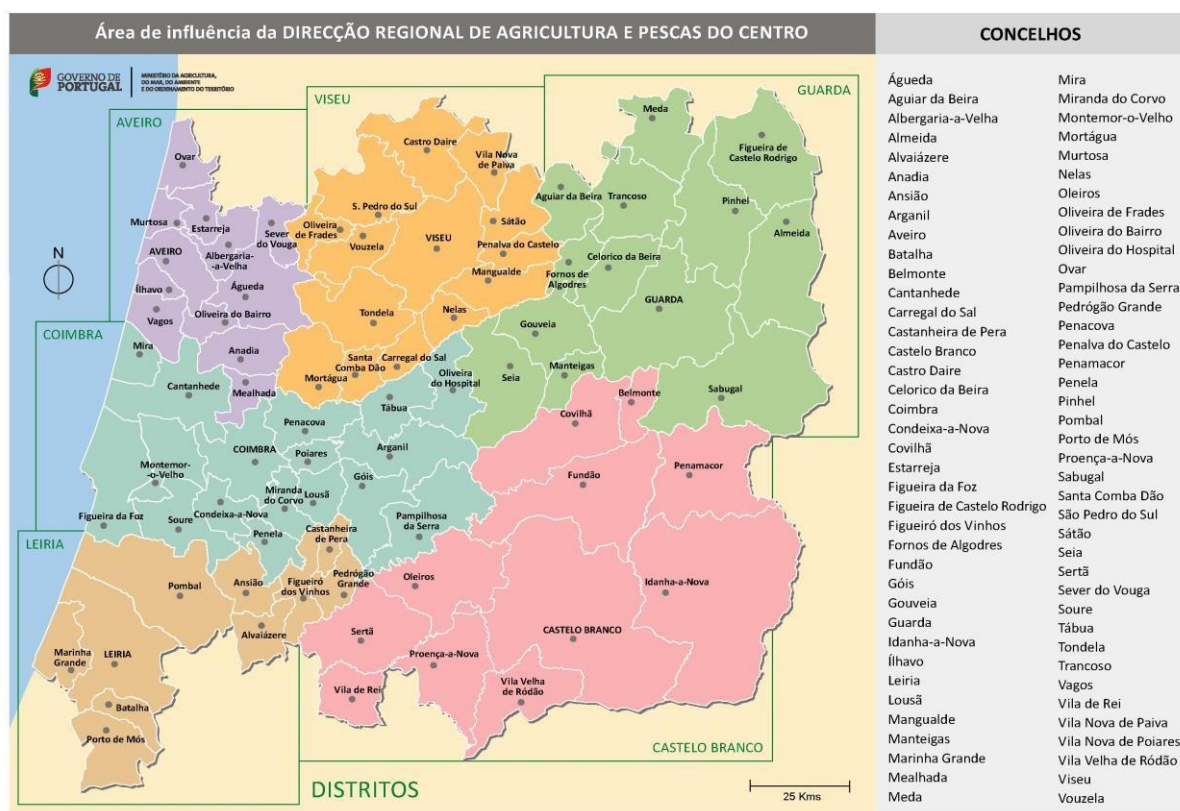 Área de influência da DIRECÇÃO REGIONAL DE AGRICULTURA E PESCAS DO CENTRO
GOVERNO DE
PORTUGAL
MINISTÉRIO DA AGRICULTURA,
DO MAR, DO AMBIENTE
E DO ORDENAMENTO DO TERRITÓRIO
AVEIRO
VISEU
GUARDA
COIMBRA
LEIRIA
CASTELO BRANCO
DISTRITOS
N
25 Kms
Ovar
Murtosa
Estarreja
Sever
do Vouga
AVEIRO
Albergaria-
-a-Velha
Ílhavo
Águeda
Vagos
Oliveira do Bairro
Anadia
Mealhada
Castro Daire
Vila Nova
de Paiva
S. Pedro do Sul
Oliveira
de Frades
Vouzela
VISEU
Sátão
Penalva do Castelo
Mangualde
Tondela
Nelas
Santa
Comba Dão
Carregal do Sal
Mortágua
Meda
Figueira de
Castelo Rodrigo
Aguiar da Beira
Trancoso
Pinhel
Almeida
Celorico da Beira
Fornos de
Algodres
GUARDA
Gouveia
Seia
Manteigas
Sabugal
Mira
Cantanhede
Oliveira
do Hospital
Tábua
Penacova
COIMBRA
Poiares
Arganil
Montemor-
-o-Velho
Miranda
do Corvo
Lousã
Góis
Figueira da Foz
Soure
Condeixa-a-Nova
Penela
Pampilhosa
da Serra
Castanheira
de Pera
Pombal
Ansião
Figueiró
dos Vinhos
Pedrógão
Grande
Alvaiázere
Marinha
Grande
LEIRIA
Batalha
Porto de Mós
Covilhã
Belmonte
Fundão
Penamacor
Oleiros
Idanha-a-Nova
Sertã
Proença-a-Nova
CASTELO BRANCO
Vila de Rei
Vila Velha
de Ródão
CONCELHOS
Águeda
Aguiar da Beira
Albergaria-a-Velha
Almeida
Alvaiázere
Anadia
Ansião
Arganil
Aveiro
Batalha
Belmonte
Cantanhede
Carregal do Sal
Castanheira de Pera
Castelo Branco
Castro Daire
Celorico da Beira
Coimbra
Condeixa-a-Nova
Covilhã
Estarreja
Figueira da Foz
Figueira de Castelo Rodrigo
Figueiró dos Vinhos
Fornos de Algodres
Fundão
Góis
Gouveia
Guarda
Idanha-a-Nova
Ílhavo
Leiria
Lousã
Mangualde
Manteigas
Marinha Grande
Mealhada
Meda
Mira
Miranda do Corvo
Montemor-o-Velho
Mortágua
Murtosa
Nelas
Oleiros
Oliveira de Frades
Oliveira do Bairro
Oliveira do Hospital
Ovar
Pampilhosa da Serra
Pedrógão Grande
Penacova
Penalva do Castelo
Penamacor
Penela
Pinhel
Pombal
Porto de Mós
Proença-a-Nova
Sabugal
Santa Comba Dão
São Pedro do Sul
Sátão
Seia
Sertã
Sever do Vouga
Soure
Tábua
Tondela
Trancoso
Vagos
Vila de Rei
Vila Nova de Paiva
Vila Nova de Poiares
Vila Velha de Ródão
Viseu
Vouzela